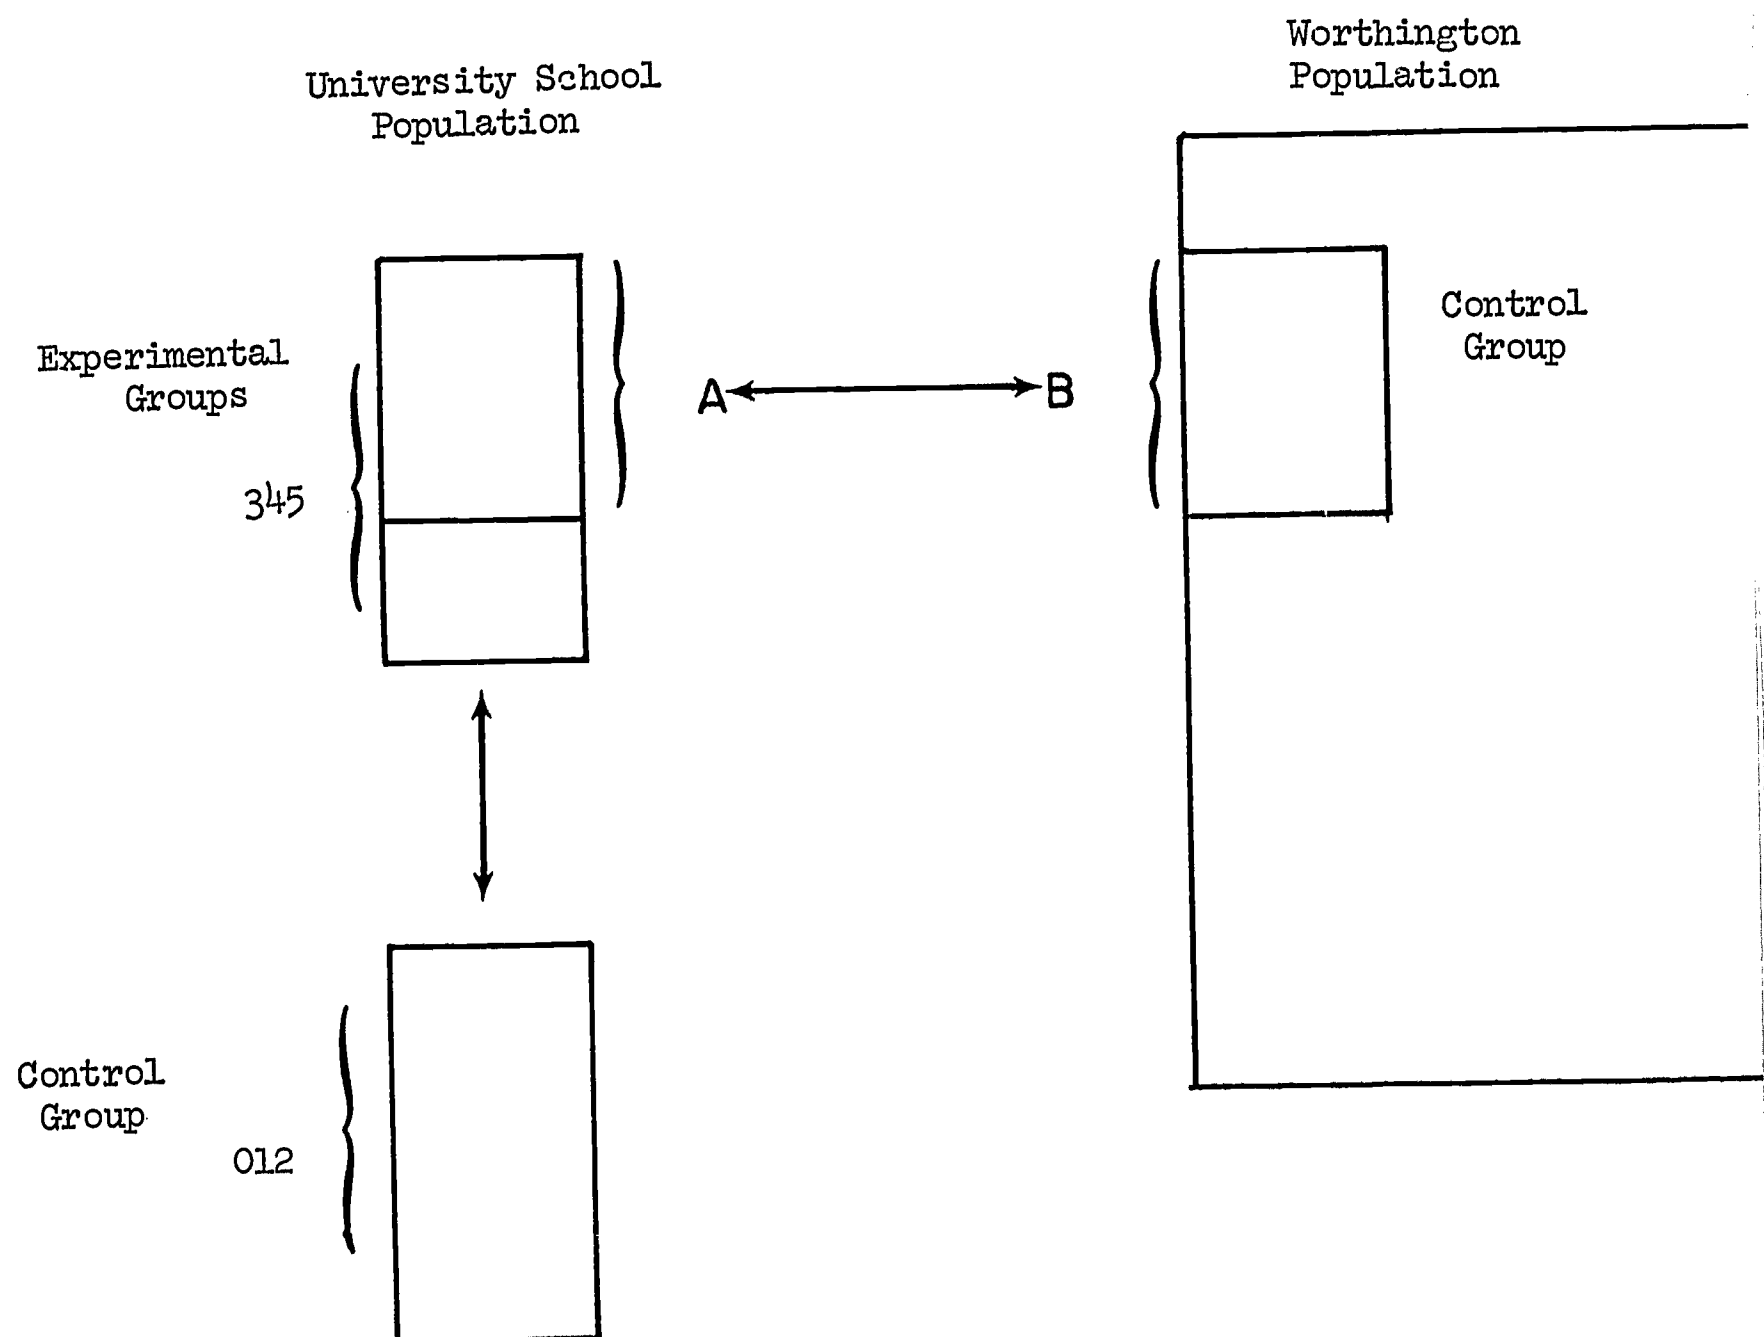 University School
Population
Worthington
Population
Experimental
Groups
345
A
B
Control
Group
Control
Group
012